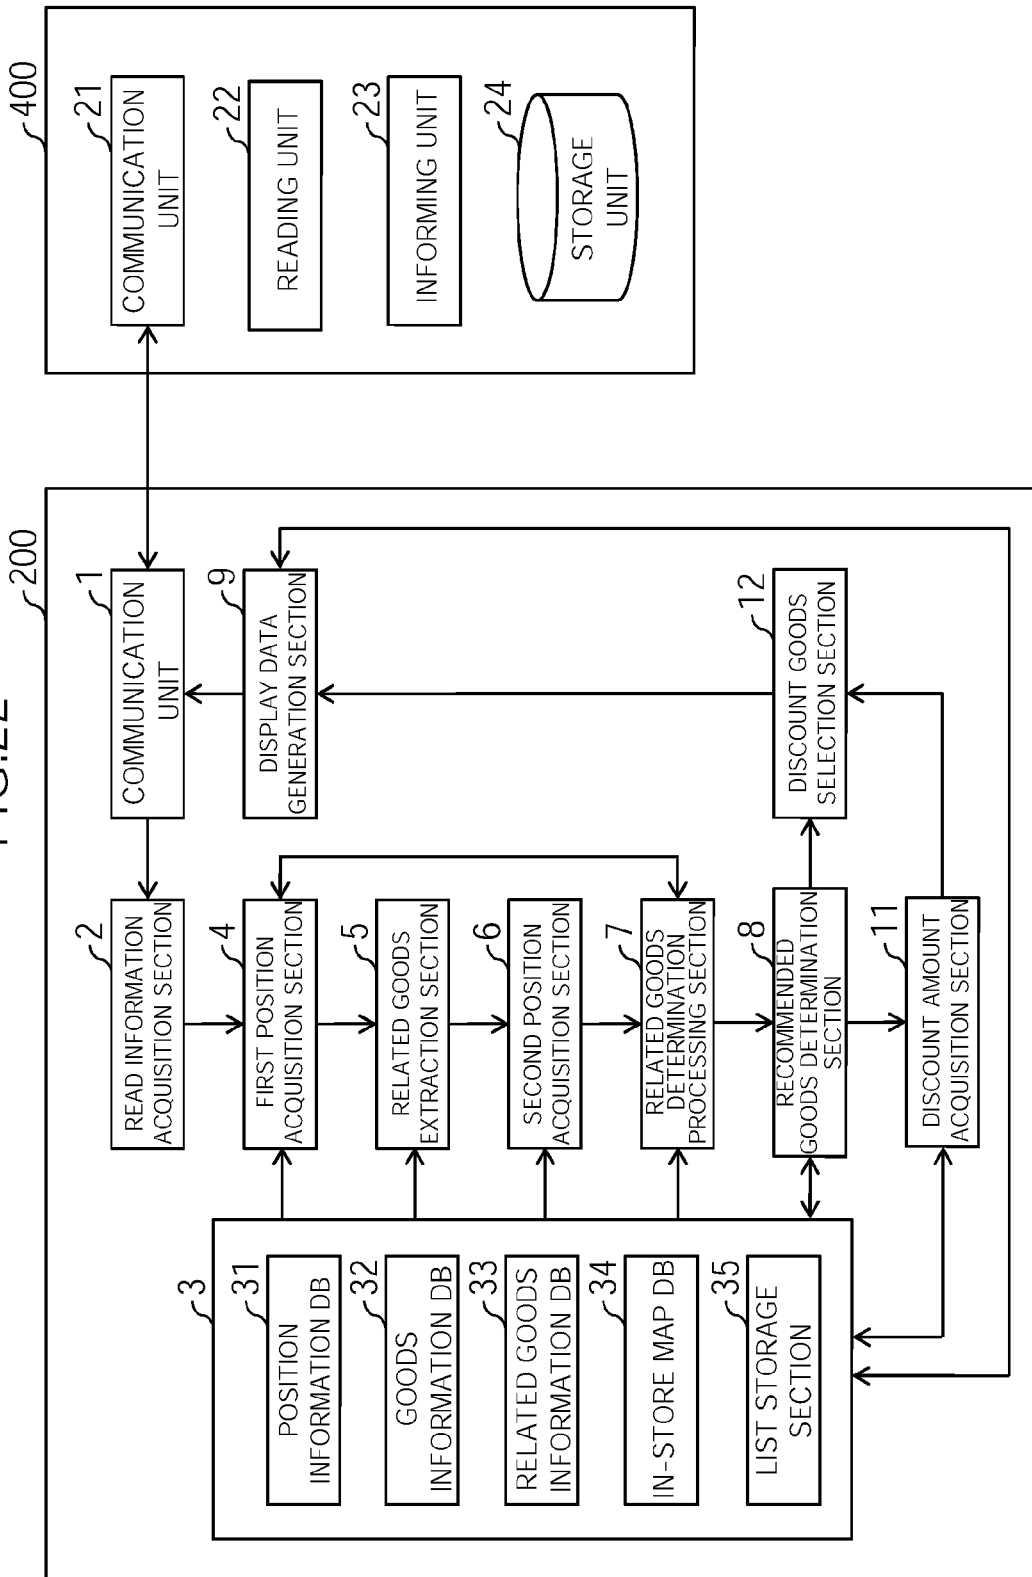 FIG.22
200
400
2
READ INFORMATION
ACQUISITION SECTION
1
COMMUNICATION
UNIT
21
COMMUNICATION
UNIT
3
31
POSITION
INFORMATION DB
4
FIRST POSITION
ACQUISITION SECTION
9
DISPLAY DATA
GENERATION SECTION
22
READING UNIT
32
GOODS
INFORMATION DB
5
RELATED GOODS
EXTRACTION SECTION
23
INFORMING UNIT
33
RELATED GOODS
INFORMATION DB
6
SECOND POSITION
ACQUISITION SECTION
24
STORAGE
UNIT
34
IN-STORE MAP DB
7
RELATED GOODS
DETERMINATION
PROCESSING SECTION
35
LIST STORAGE
SECTION
8
RECOMMENDED
GOODS DETERMINATION
SECTION
12
DISCOUNT GOODS
SELECTION SECTION
11
DISCOUNT AMOUNT
ACQUISITION SECTION